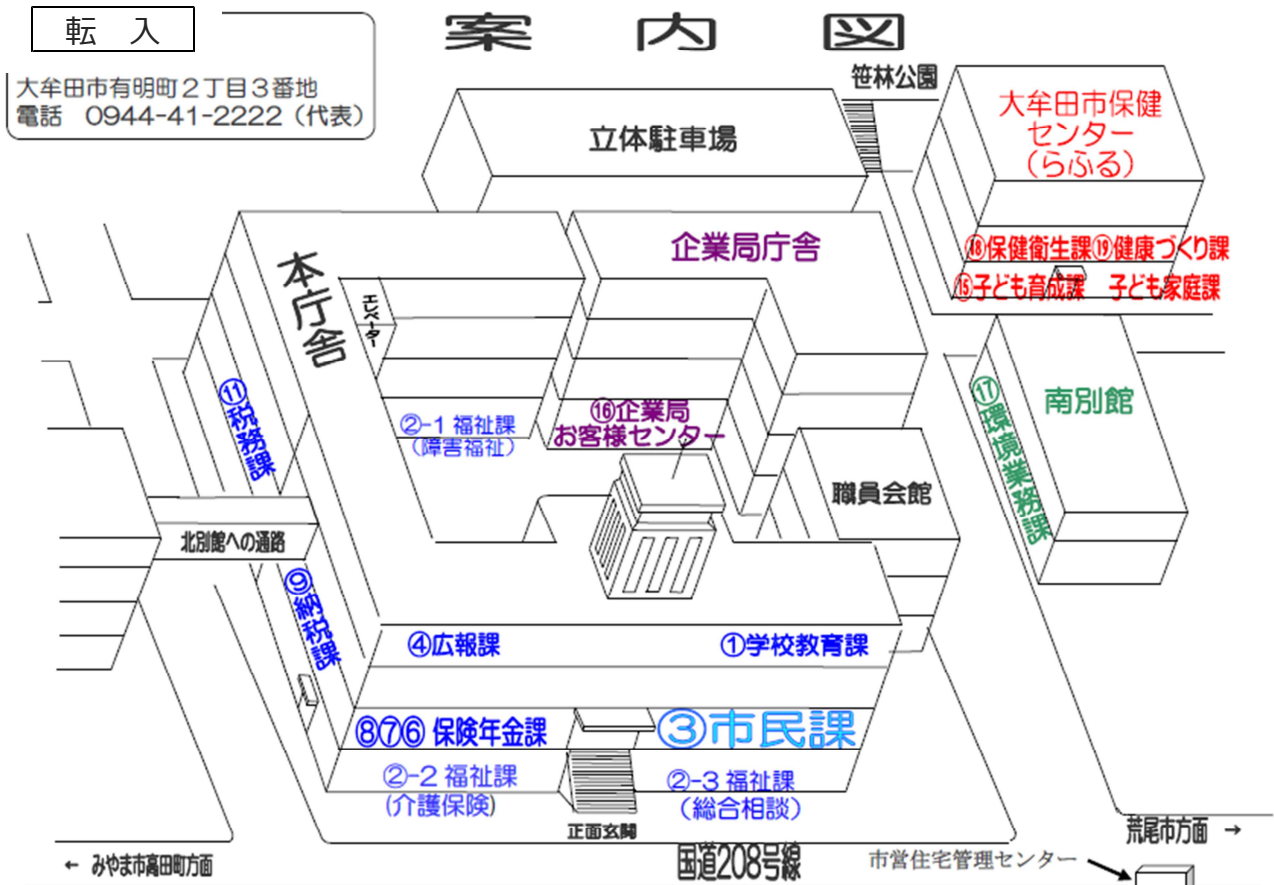 転 入
案 内 図
大牟田市有明町2丁目3番地
電話 0944-41-2222(代表)
笹林公園
立体駐車場
大牟田市保健
センター
(らふる)
企業局庁舎
⑱保健衛生課⑲健康づくり課
⑮子ども育成課 子ども家庭課
本庁舎
エレベーター
⑪税務課
②-1 福祉課
(障害福祉)
⑯企業局
お客様センター
⑰環境業務課
南別館
職員会館
北別館への通路
⑨納税課
④広報課
①学校教育課
⑧⑦⑥ 保険年金課
③市民課
②-2 福祉課
(介護保険)
②-3 福祉課
(総合相談)
正面玄関
荒尾市方面 →
← みやま市高田町方面
国道208号線
市営住宅管理センター